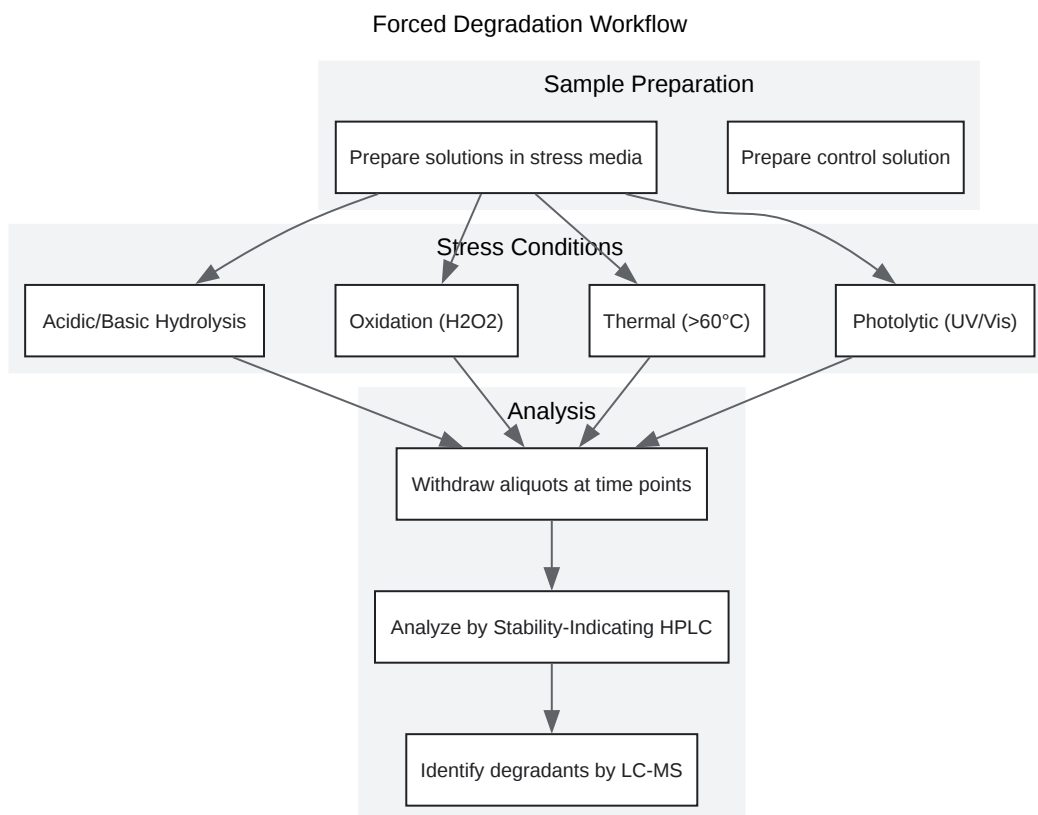 Forced Degradation Workflow
Sample Preparation
Prepare solutions in stress media
Prepare control solution
Stress Conditions
Acidic/Basic Hydrolysis
Oxidation (H2O2)
Thermal (>60°C)
Photolytic (UV/Vis)
Analysis
Withdraw aliquots at time points
Analyze by Stability-Indicating HPLC
Identify degradants by LC-MS